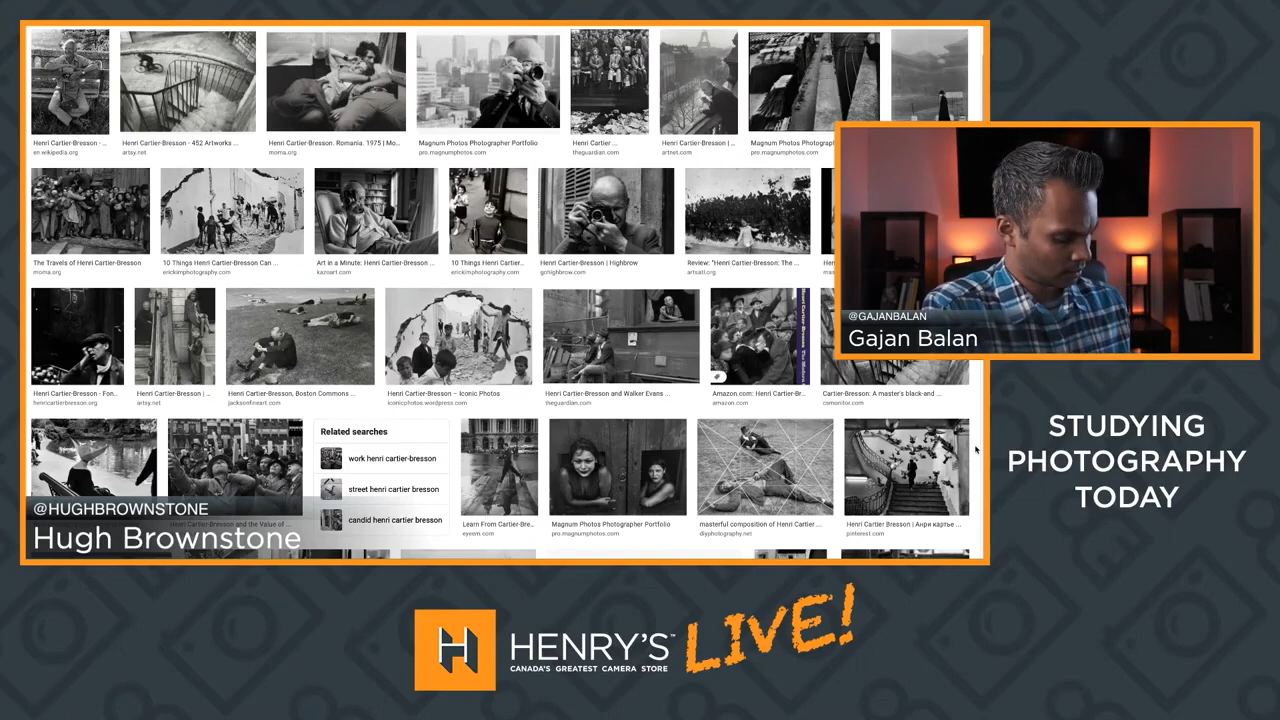 Henri Cartier-Bresson - ...
en.wikipedia.org
Henri Cartier-Bresson - 452 Artworks ...
artsy.net
Henri Cartier-Bresson. Romania. 1975 | Mo...
moma.org
Magnum Photos Photographer Portfolio
pro.magnumphotos.com
Henri Cartier ...
theguardian.com
Henri Cartier-Bresson | ...
artnet.com
Magnum Photos Phot
pro.magnumphotos.com
The Travels of Henri Cartier-Bresson
moma.org
10 Things Henri Cartier-Bresson Can ...
erickimphotography.com
Art in a Minute: Henri Cartier-Bresson ...
kazoart.com
10 Things Henri Cartier...
erickimphotography.com
Henri Cartier-Bresson | Highbrow
gohighbrow.com
Review: "Henri Cartier-Bresson: The ...
artsatl.org
@GAJANBALAN
Gajan Balan
Henri Cartier-Bresson - Fon...
henricartierbresson.org
Henri Cartier-Bresson | ...
artsy.net
Henri Cartier-Bresson, Boston Commons ...
jacksonfineart.com
Henri Cartier-Bresson – Iconic Photos
iconicphotos.wordpress.com
Henri Cartier-Bresson and Walker Evans ...
theguardian.com
Amazon.com: Henri Cartier-Br...
amazon.com
Cartier-Bresson: A master's black-and ...
csmonitor.com
STUDYING
PHOTOGRAPHY
TODAY
Related searches
work henri cartier-bresson
street henri cartier bresson
candid henri cartier bresson
Henri Cartier-Bresson and the Value of ...
Learn From Cartier-Bre...
eyeem.com
Magnum Photos Photographer Portfolio
pro.magnumphotos.com
masterful composition of Henri Cartier ...
diyphotography.net
Henri Cartier Bresson | Анри картье ...
pinterest.com
@HUGHBROWNSTONE
Hugh Brownstone
H
HENRY'S™
CANADA'S GREATEST CAMERA STORE
LIVE!